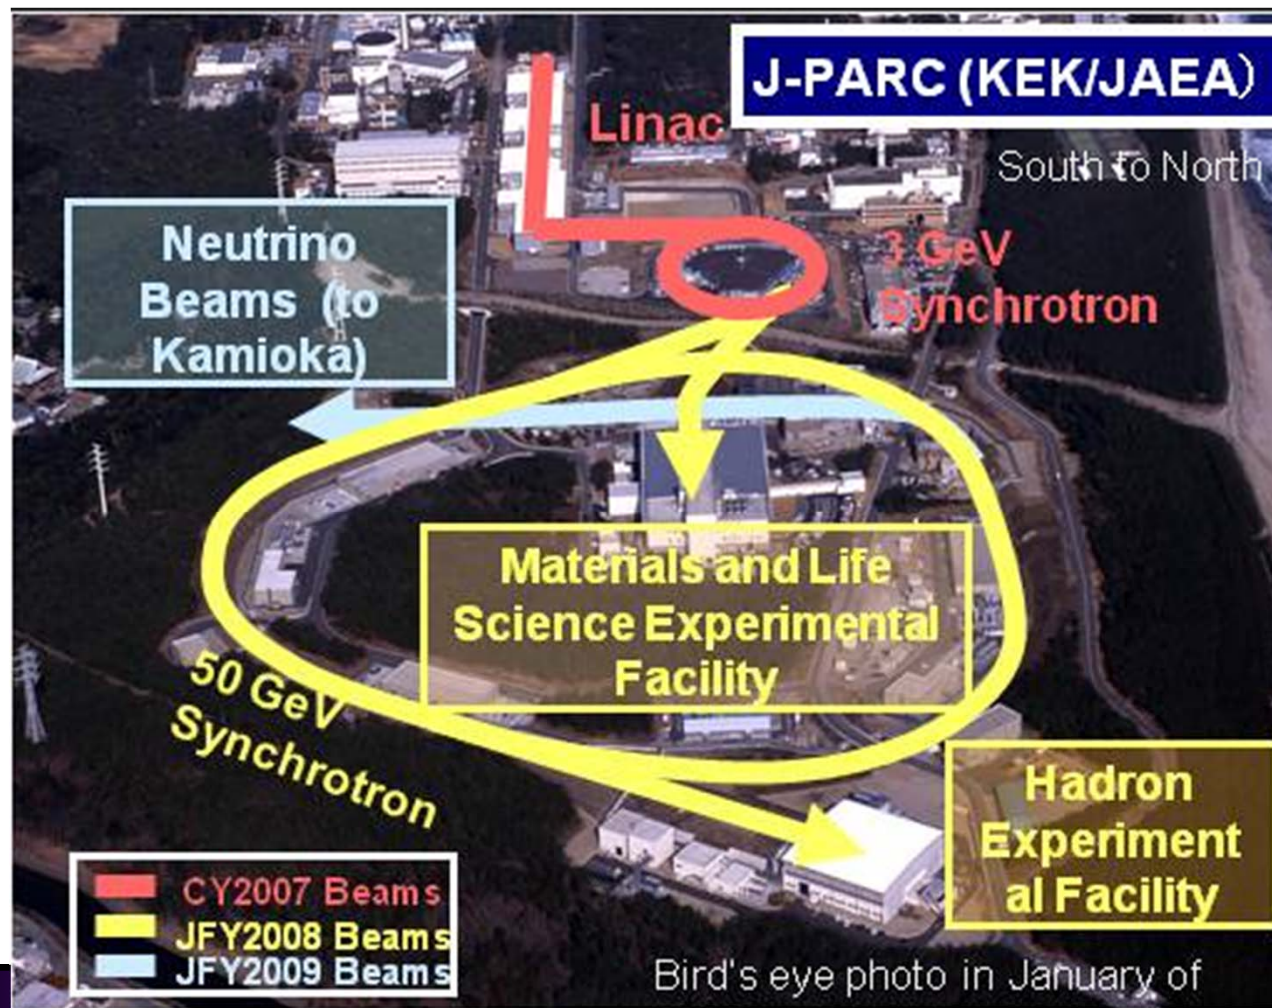 J-PARC (KEK/JAEA）
Linac
South to North
Neutrino
Beams (to
Kamioka)
3 GeV
Synchrotron
Materials and Life
Science Experimental
Facility
50 GeV
Synchrotron
Hadron
Experiment
al Facility
CY2007 Beams
JFY2008 Beams
JFY2009 Beams
Bird's eye photo in January of